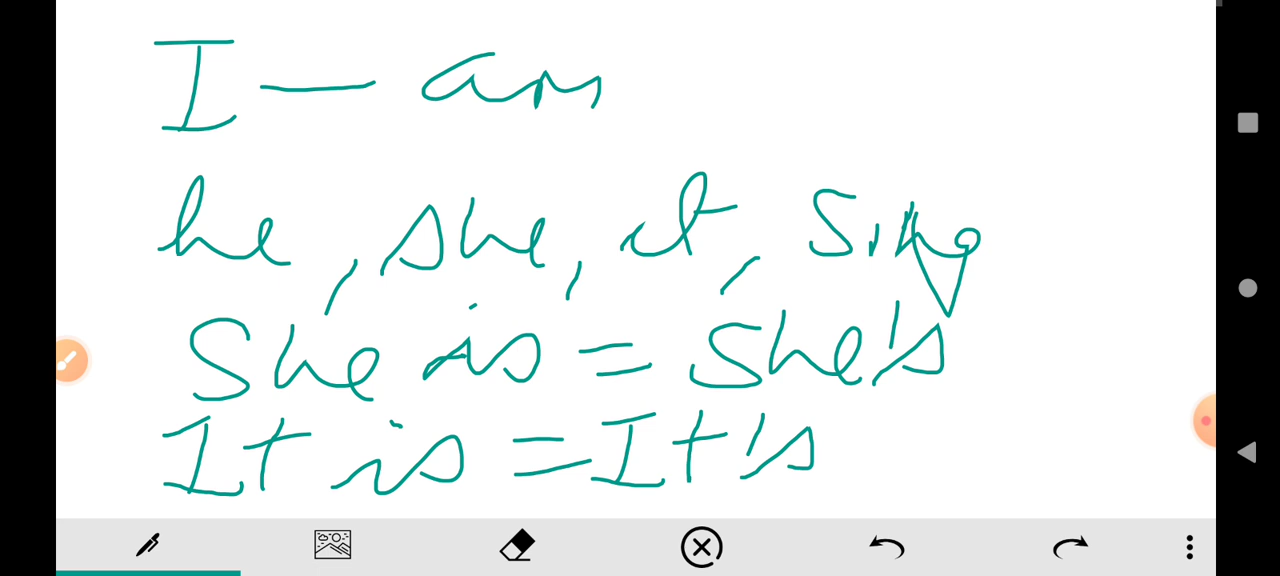 I — am
he, she, it, Sing
She is = She's
It is = It's